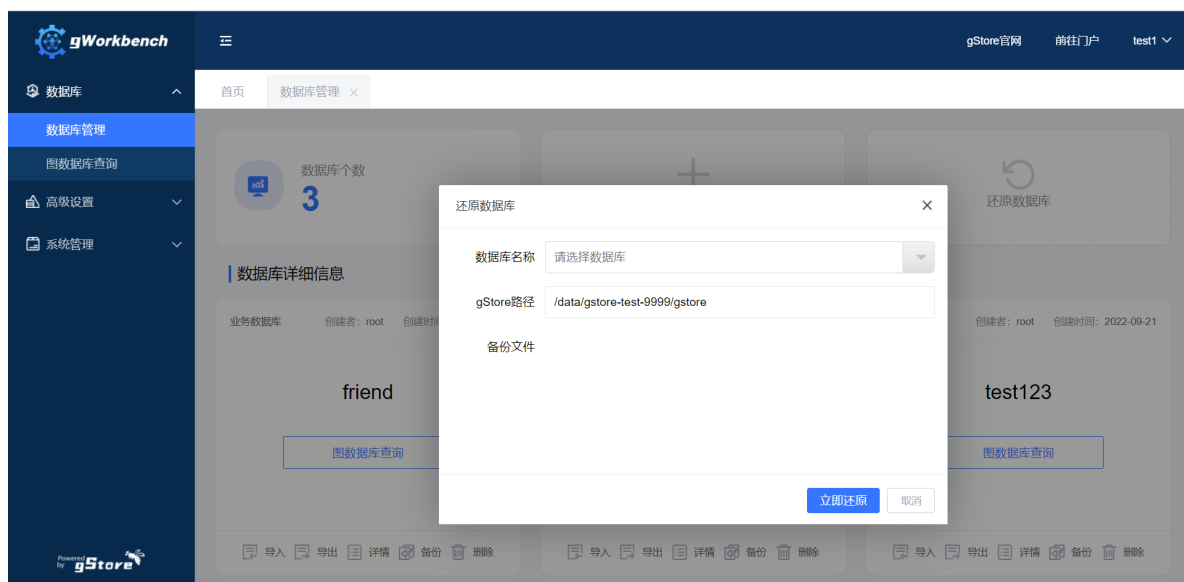 gWorkbench
gStore官网 前往门户 test1
数据库
首页 数据库管理 ×
数据库管理
图数据库查询
高级设置
系统管理
数据库个数
3
还原数据库
还原数据库
数据库名称 请选择数据库
gStore路径 /data/gstore-test-9999/gstore
备份文件
立即还原 取消
数据库详细信息
业务数据库 创建者：root 创建时间
创建者：root 创建时间：2022-09-21
friend
test123
图数据库查询
图数据库查询
导入 导出 详情 备份 删除
导入 导出 详情 备份 删除
导入 导出 详情 备份 删除
Powered by gStore